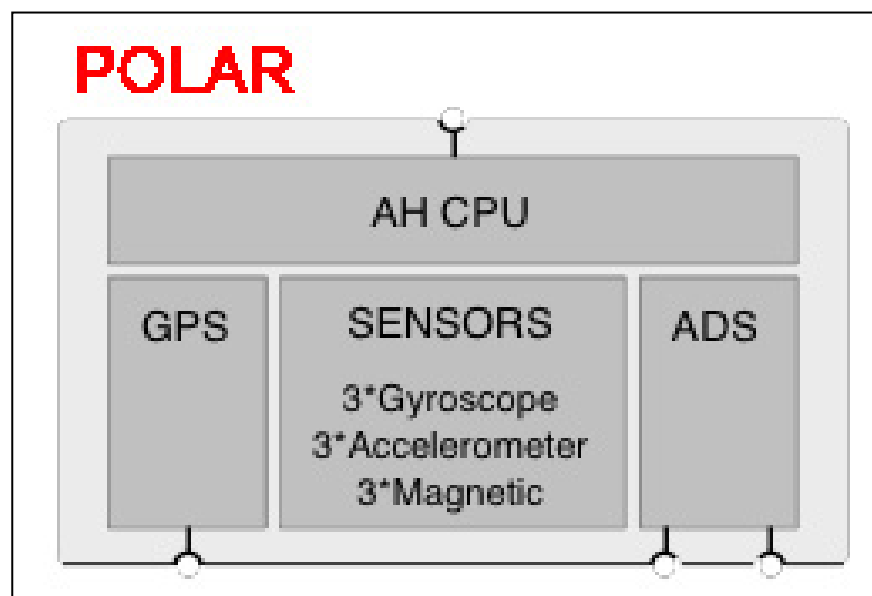 POLAR
AH CPU
GPS
SENSORS
ADS
3*Gyroscope
3*Accelerometer
3*Magnetic